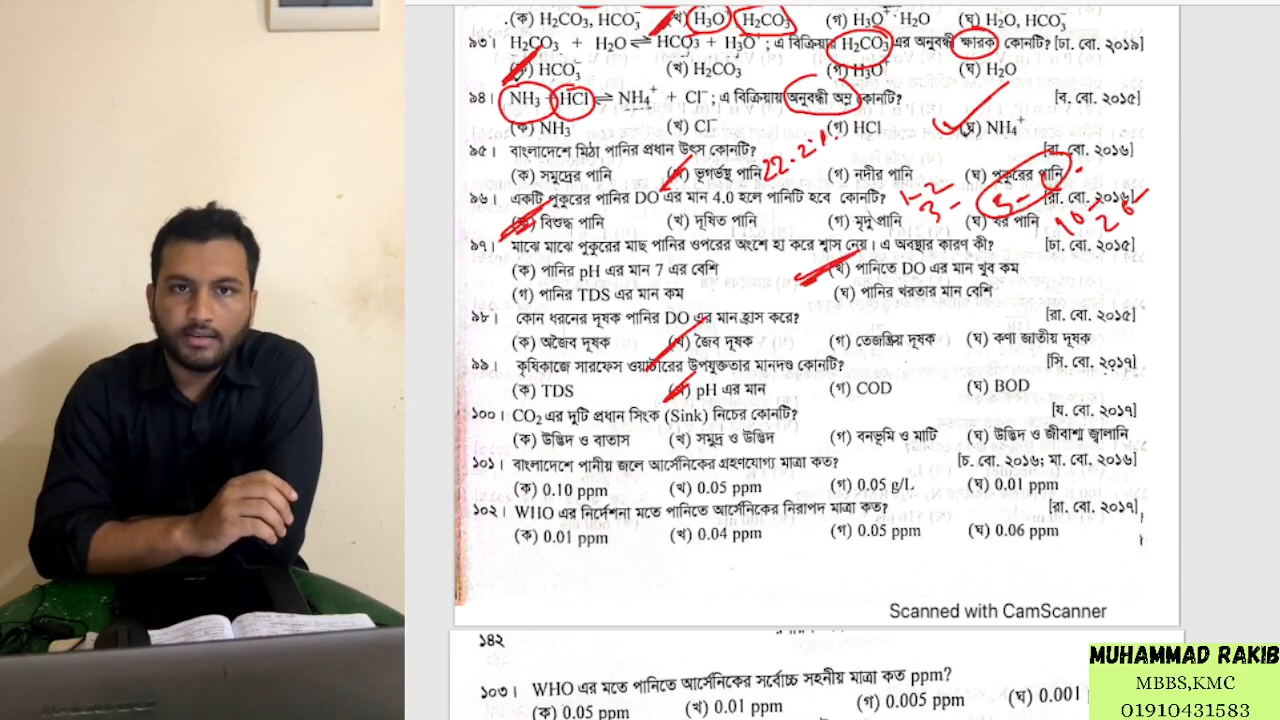 .(ক) H₂CO₃, HCO₃⁻ (খ) H₃O⁺ H₂CO₃ (গ) H₃O⁺ H₂O (ঘ) H₂O, HCO₃⁻
৯৩। H₂CO₃ + H₂O ⇌ HCO₃⁻ + H₃O⁺ ; এ বিক্রিয়ায় H₂CO₃ এর অনুবন্ধী ক্ষারক কোনটি? [ঢা. বো. ২০১৯]
(ক) HCO₃⁻ (খ) H₂CO₃ (গ) H₃O⁺ (ঘ) H₂O
৯৪। NH₃ + HCl ⇌ NH₄⁺ + Cl⁻ ; এ বিক্রিয়ায় অনুবন্ধী অম্ল কোনটি? [ব. বো. ২০১৫]
(ক) NH₃ (খ) Cl⁻ (গ) HCl (ঘ) NH₄⁺
৯৫। বাংলাদেশে মিঠা পানির প্রধান উৎস কোনটি? [রা. বো. ২০১৬]
(ক) সমুদ্রের পানি (খ) ভূগর্ভস্থ পানি 22.2%. (গ) নদীর পানি (ঘ) পুকুরের পানি
৯৬। একটি পুকুরের পানির DO এর মান 4.0 হলে পানিটি হবে কোনটি? [রা. বো. ২০১৬]
(ক) বিশুদ্ধ পানি (খ) দূষিত পানি (গ) মৃদু পানি (ঘ) খর পানি
৯৭। মাঝে মাঝে পুকুরের মাছ পানির ওপরের অংশে হা করে শ্বাস নেয়। এ অবস্থার কারণ কী? [ঢা. বো. ২০১৫]
(ক) পানির pH এর মান 7 এর বেশি (খ) পানিতে DO এর মান খুব কম
(গ) পানির TDS এর মান কম (ঘ) পানির খরতার মান বেশি
৯৮। কোন ধরনের দূষক পানির DO এর মান হ্রাস করে? [রা. বো. ২০১৫]
(ক) অজৈব দূষক (খ) জৈব দূষক (গ) তেজস্ক্রিয় দূষক (ঘ) কণা জাতীয় দূষক
৯৯। কৃষিকাজে সারফেস ওয়াটারের উপযুক্ততার মানদণ্ড কোনটি? [সি. বো. ২০১৭]
(ক) TDS (খ) pH এর মান (গ) COD (ঘ) BOD
১০০। CO₂ এর দুটি প্রধান সিংক (Sink) নিচের কোনটি? [য. বো. ২০১৭]
(ক) উদ্ভিদ ও বাতাস (খ) সমুদ্র ও উদ্ভিদ (গ) বনভূমি ও মাটি (ঘ) উদ্ভিদ ও জীবাশ্ম জ্বালানি
১০১। বাংলাদেশে পানীয় জলে আর্সেনিকের গ্রহণযোগ্য মাত্রা কত? [চ. বো. ২০১৬; মা. বো. ২০১৬]
(ক) 0.10 ppm (খ) 0.05 ppm (গ) 0.05 g/L (ঘ) 0.01 ppm
১০২। WHO এর নির্দেশনা মতে পানিতে আর্সেনিকের নিরাপদ মাত্রা কত? [রা. বো. ২০১৭]
(ক) 0.01 ppm (খ) 0.04 ppm (গ) 0.05 ppm (ঘ) 0.06 ppm
Scanned with CamScanner
১৪২
১০৩। WHO এর মতে পানিতে আর্সেনিকের সর্বোচ্চ সহনীয় মাত্রা কত ppm?
(ক) 0.05 ppm (খ) 0.01 ppm (গ) 0.005 ppm (ঘ) 0.001
MUHAMMAD RAKIB
MBBS,KMC
01910431583